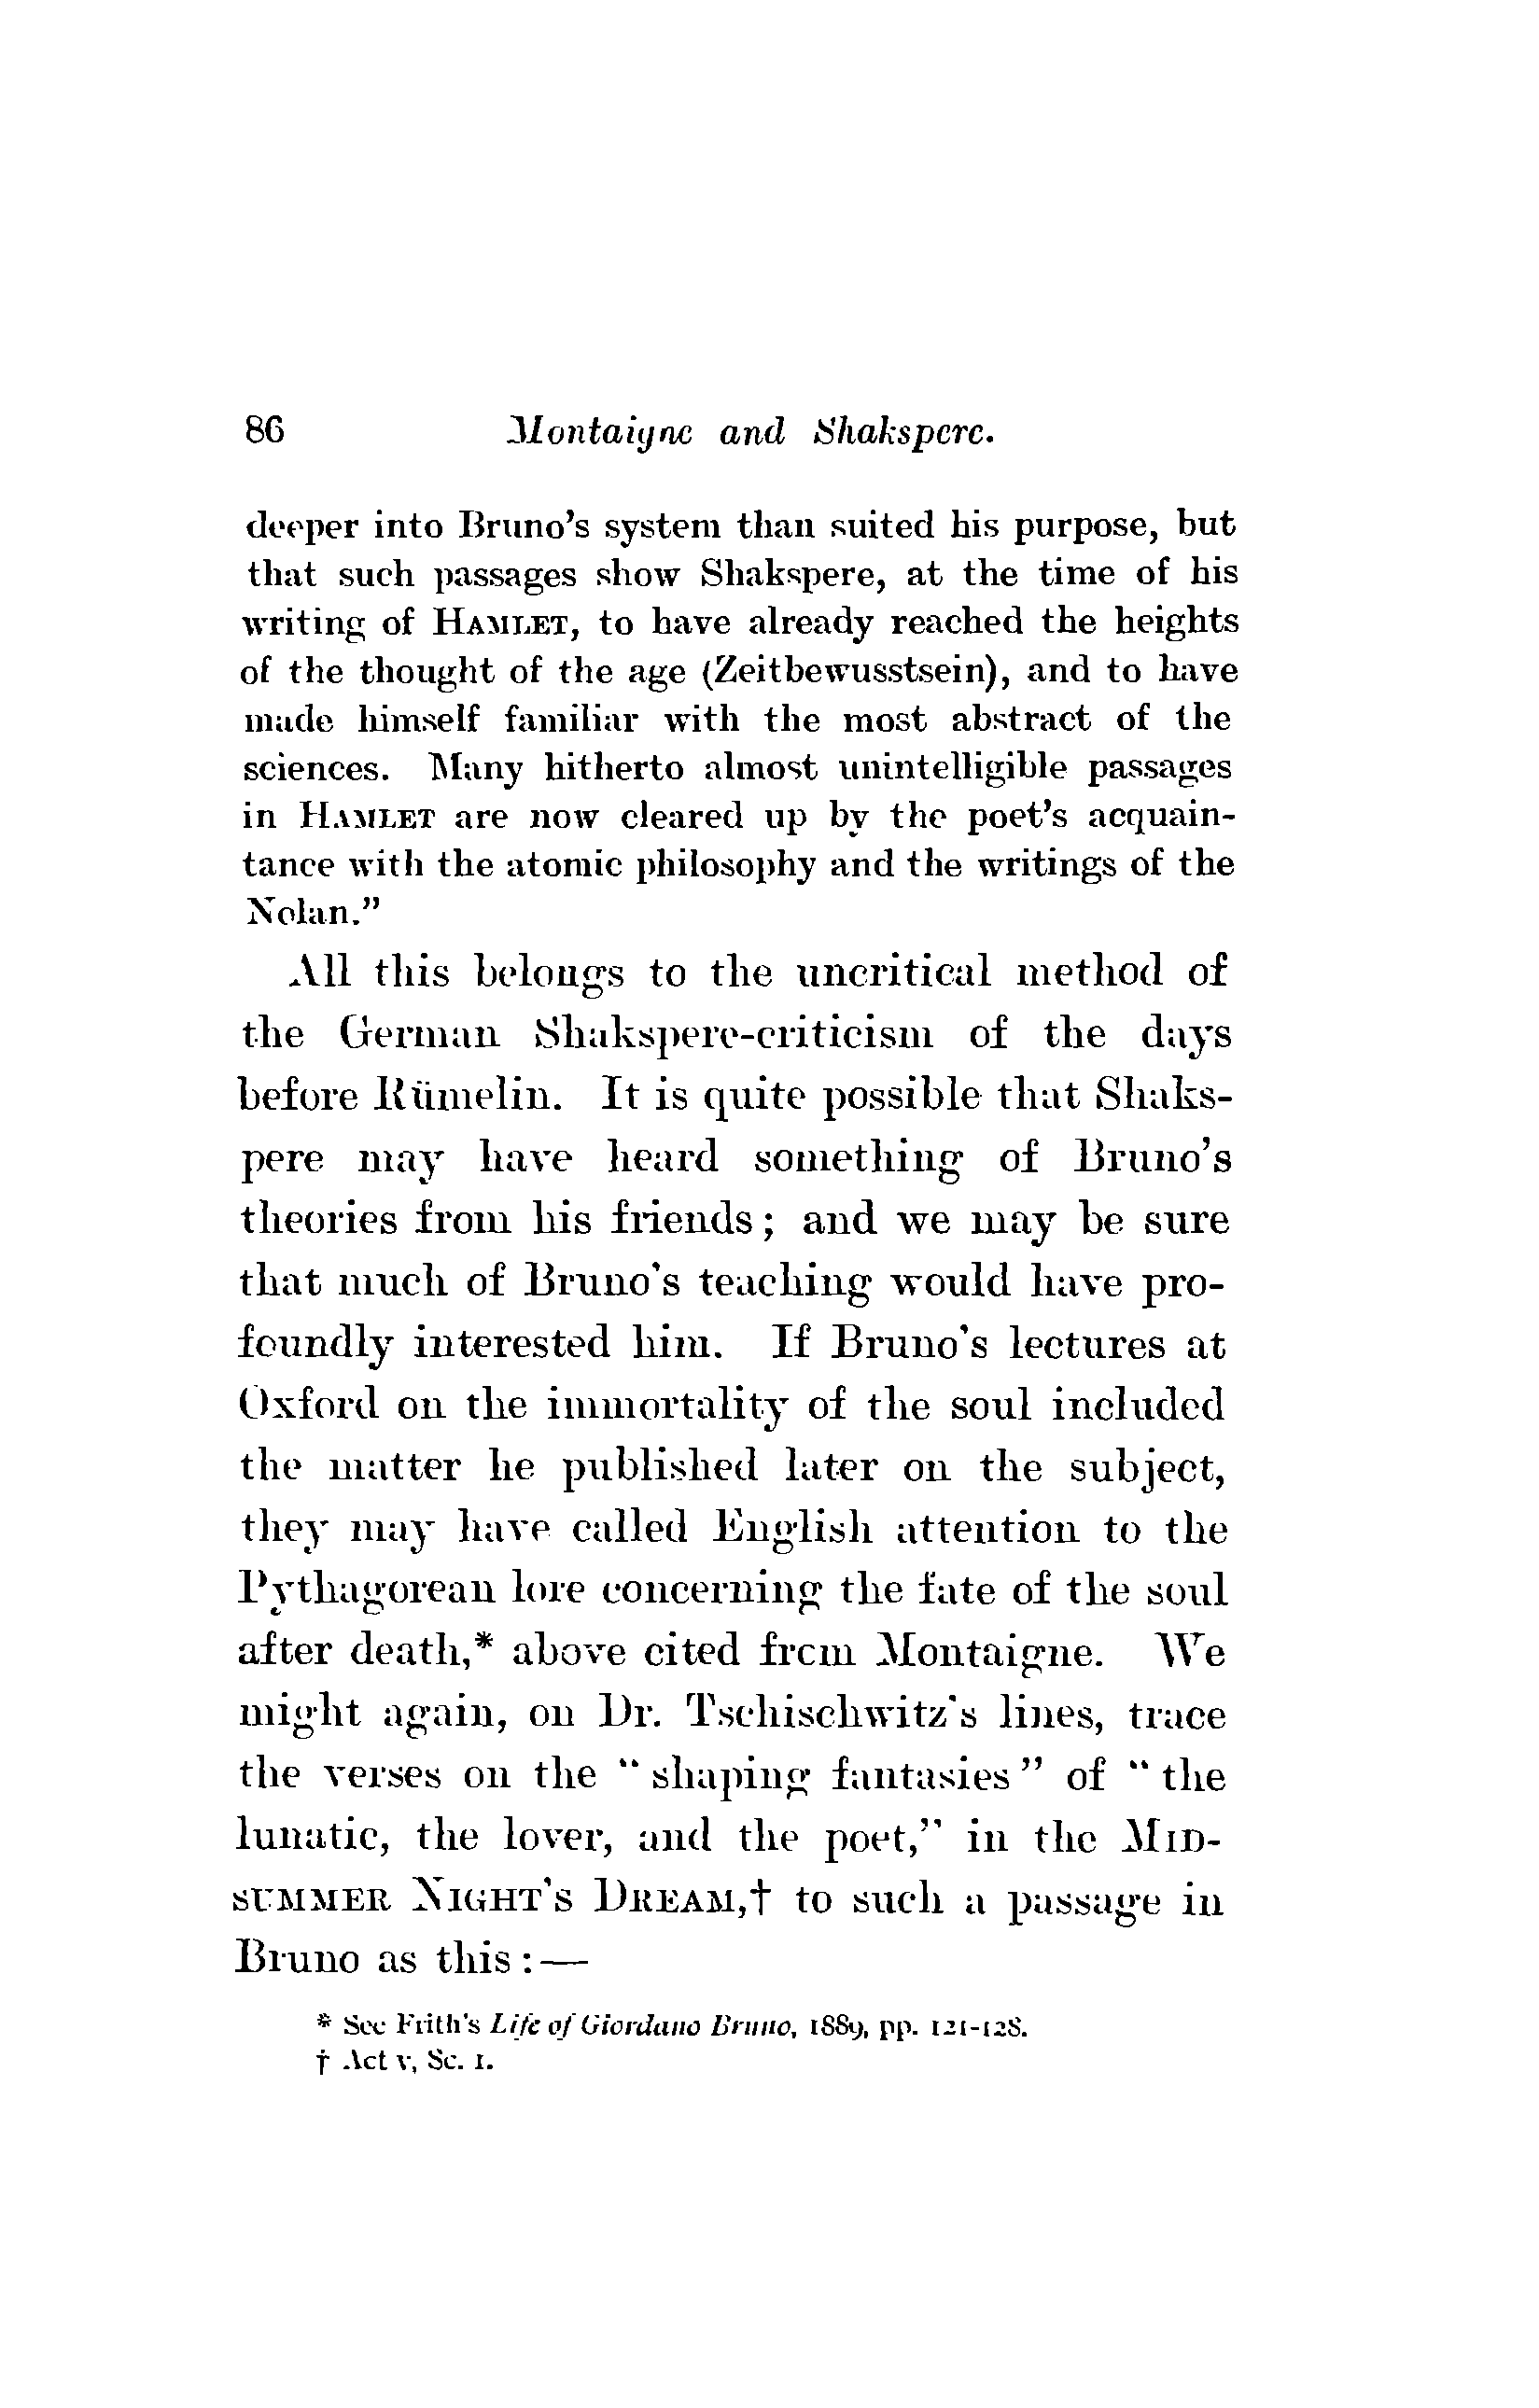 86 Montaigne and Shakspere.
deeper into Bruno's system than suited his purpose, but
that such passages show Shakspere, at the time of his
writing of HAMLET, to have already reached the heights
of the thought of the age (Zeitbewusstsein), and to have
made himself familiar with the most abstract of the
sciences. Many hitherto almost unintelligible passages
in HAMLET are now cleared up by the poet's acquain-
tance with the atomic philosophy and the writings of the
Nolan."
All this belongs to the uncritical method of
the German Shakspere-criticism of the days
before Rümelin. It is quite possible that Shaks-
pere may have heard something of Bruno's
theories from his friends; and we may be sure
that much of Bruno's teaching would have pro-
foundly interested him. If Bruno's lectures at
Oxford on the immortality of the soul included
the matter he published later on the subject,
they may have called English attention to the
Pythagorean lore concerning the fate of the soul
after death,* above cited from Montaigne. We
might again, on Dr. Tschischwitz's lines, trace
the verses on the "shaping fantasies" of "the
lunatic, the lover, and the poet," in the MID-
SUMMER NIGHT'S DREAM,† to such a passage in
Bruno as this:—
* See Frith's Life of Giordano Bruno, 1889, pp. 121-128.
† Act v, Sc. 1.